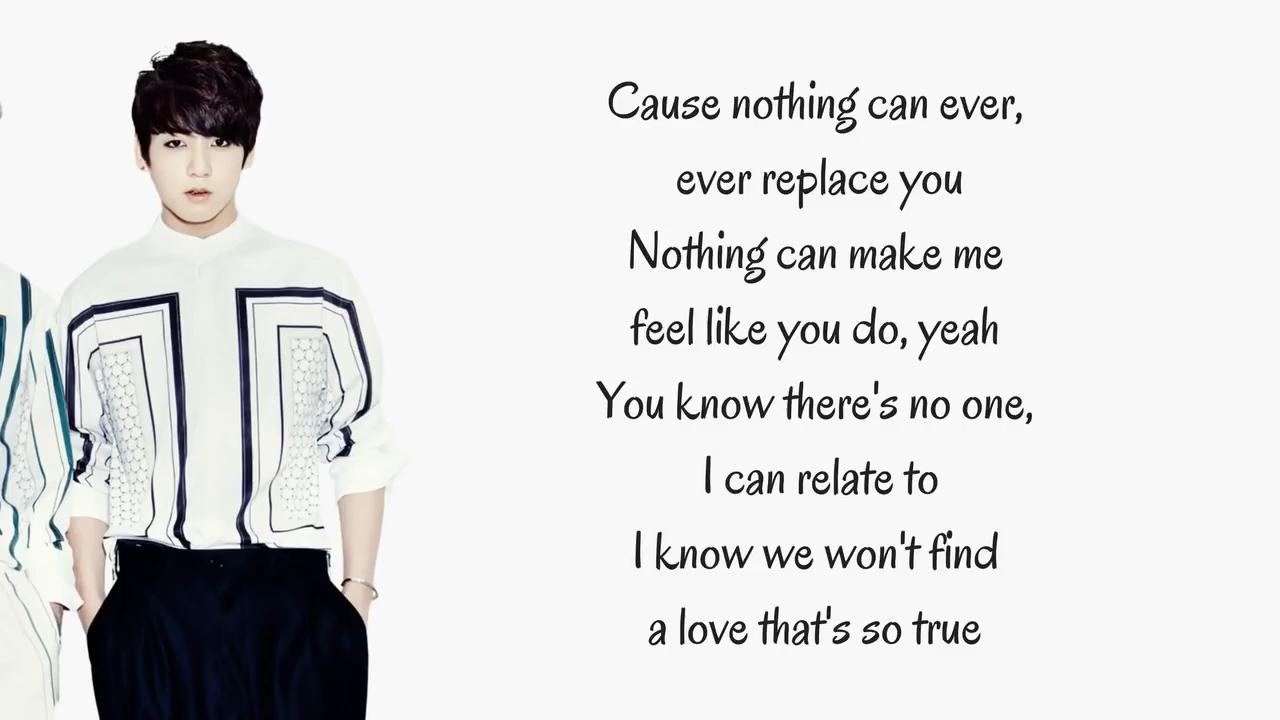 Cause nothing can ever,
ever replace you
Nothing can make me
feel like you do, yeah
You know there's no one,
I can relate to
I know we won't find
a love that's so true